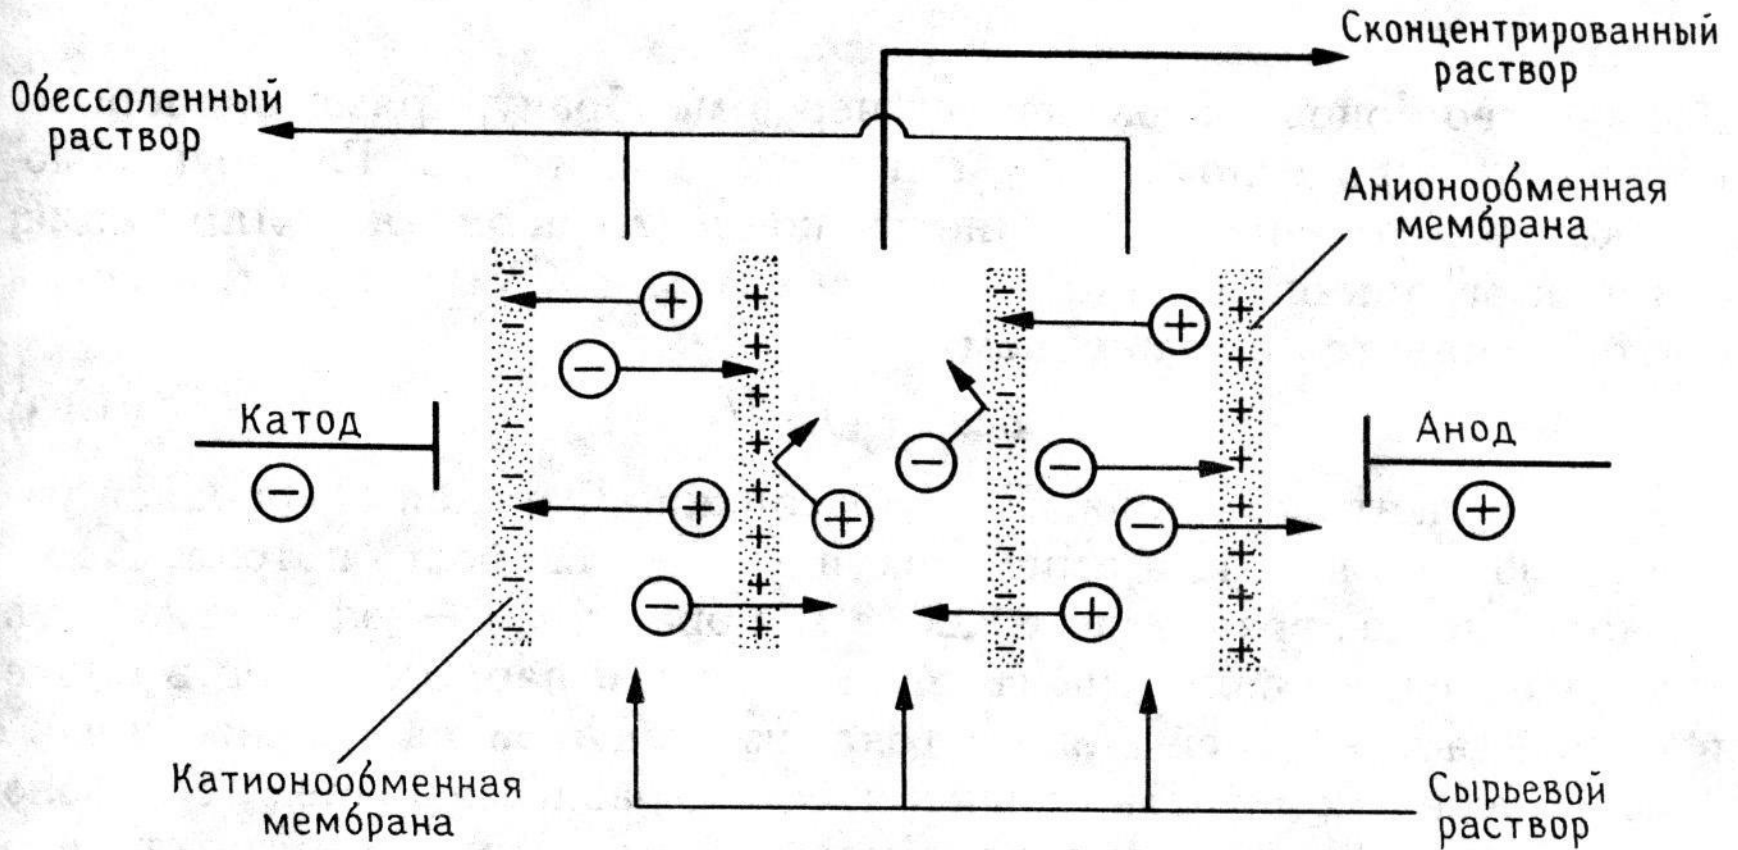 Сконцентрированный
раствор
Обессоленный
раствор
Анионообменная
мембрана
Катод
Анод
Катионообменная
мембрана
Сырьевой
раствор